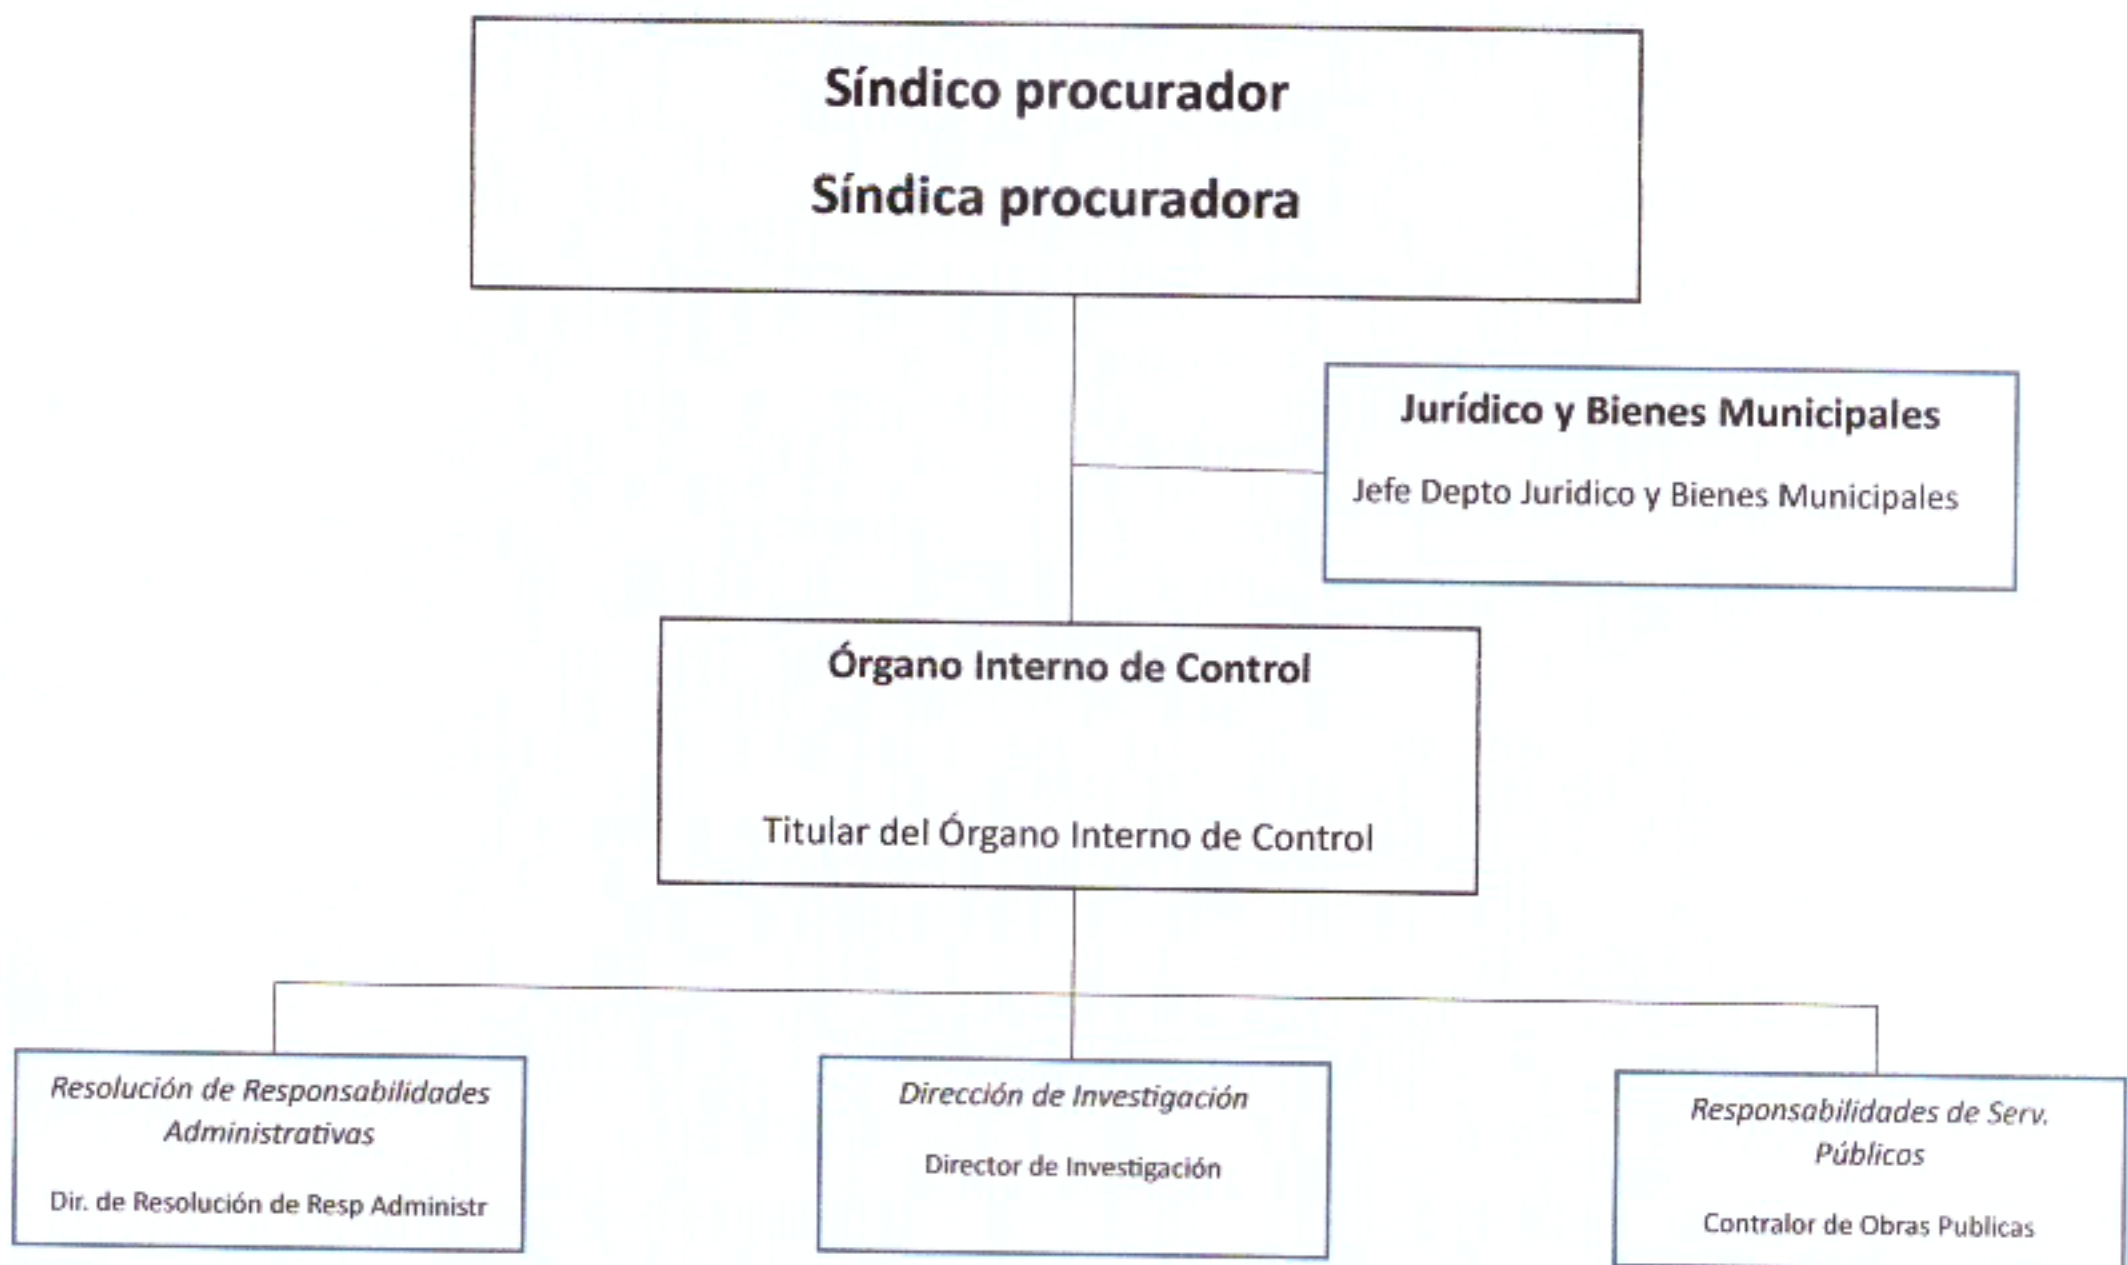 Síndico procurador
Síndica procuradora
Jurídico y Bienes Municipales
Jefe Depto Juridico y Bienes Municipales
Órgano Interno de Control
Titular del Órgano Interno de Control
Resolución de Responsabilidades
Administrativas
Dir. de Resolución de Resp Administr
Dirección de Investigación
Director de Investigación
Responsabilidades de Serv.
Públicos
Contralor de Obras Publicas